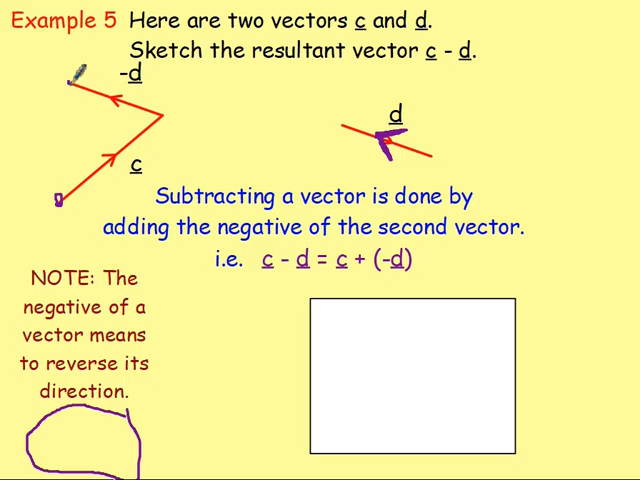 Example 5 Here are two vectors c and d.
Sketch the resultant vector c - d.
-d
d
c
Subtracting a vector is done by
adding the negative of the second vector.
i.e. c - d = c + (-d)
NOTE: The
negative of a
vector means
to reverse its
direction.